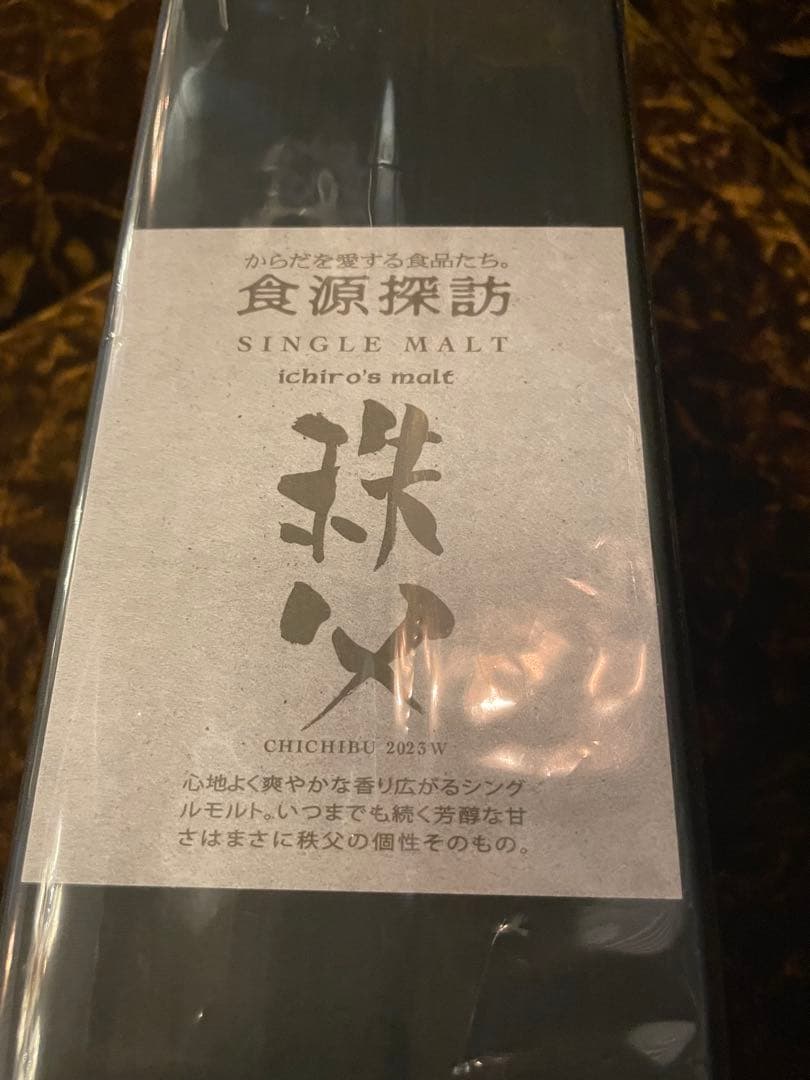 からだを愛する食品たち。
食源探訪
SINGLE MALT
ichiro's malt
秩
父
CHICHIBU 2023W
心地よく爽やかな香り広がるシング
ルモルト。いつまでも続く芳醇な甘
さはまさに秩父の個性そのもの。